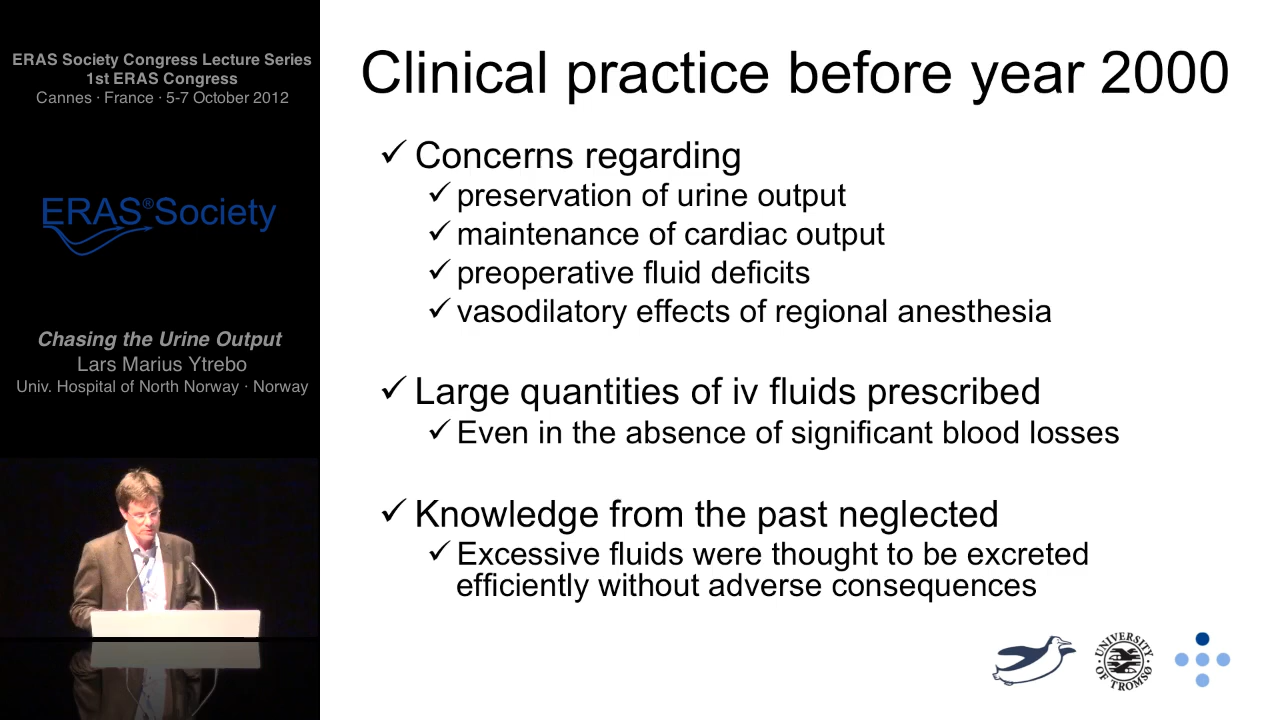 ERAS Society Congress Lecture Series
1st ERAS Congress
Cannes · France · 5-7 October 2012
ERAS®Society
Chasing the Urine Output
Lars Marius Ytrebo
Univ. Hospital of North Norway · Norway
Clinical practice before year 2000
✓ Concerns regarding
✓ preservation of urine output
✓ maintenance of cardiac output
✓ preoperative fluid deficits
✓ vasodilatory effects of regional anesthesia
✓ Large quantities of iv fluids prescribed
✓ Even in the absence of significant blood losses
✓ Knowledge from the past neglected
✓ Excessive fluids were thought to be excreted
efficiently without adverse consequences
UNIVERSITY
OF TROMSØ